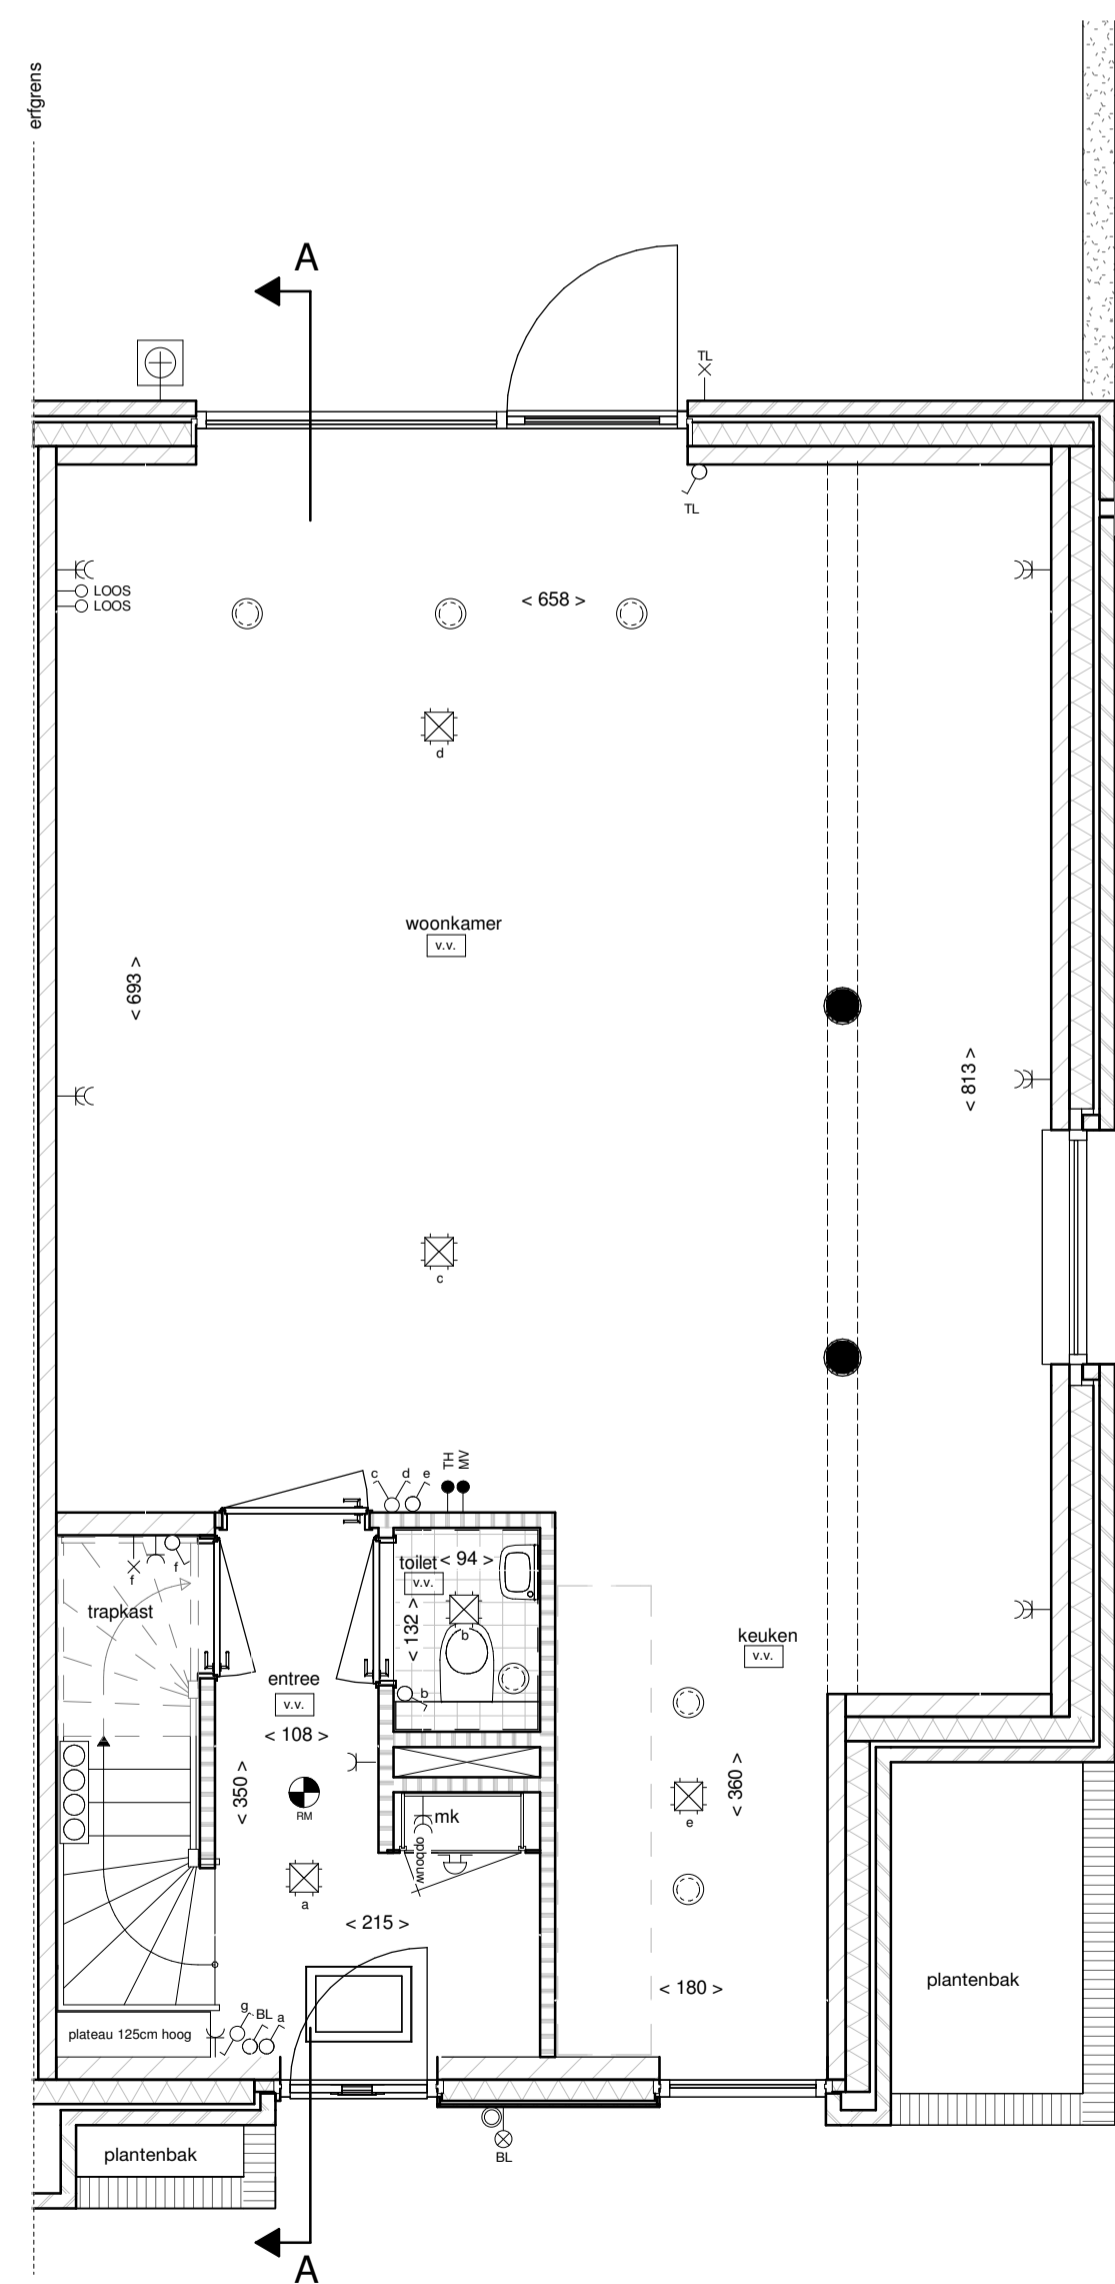 erfgrens
A
TL
TL
LOOS
LOOS
< 658 >
d
woonkamer
v.v.
< 693 >
< 813 >
c
c
d
e
TH
MV
toilet
< 94 >
v.v.
< 132 >
b
b
f
f
trapkast
keuken
v.v.
entree
v.v.
< 108 >
< 350 >
RM
mk
opbouw
< 360 >
e
a
< 215 >
< 180 >
plantenbak
g
BL
a
plateau 125cm hoog
plantenbak
BL
A